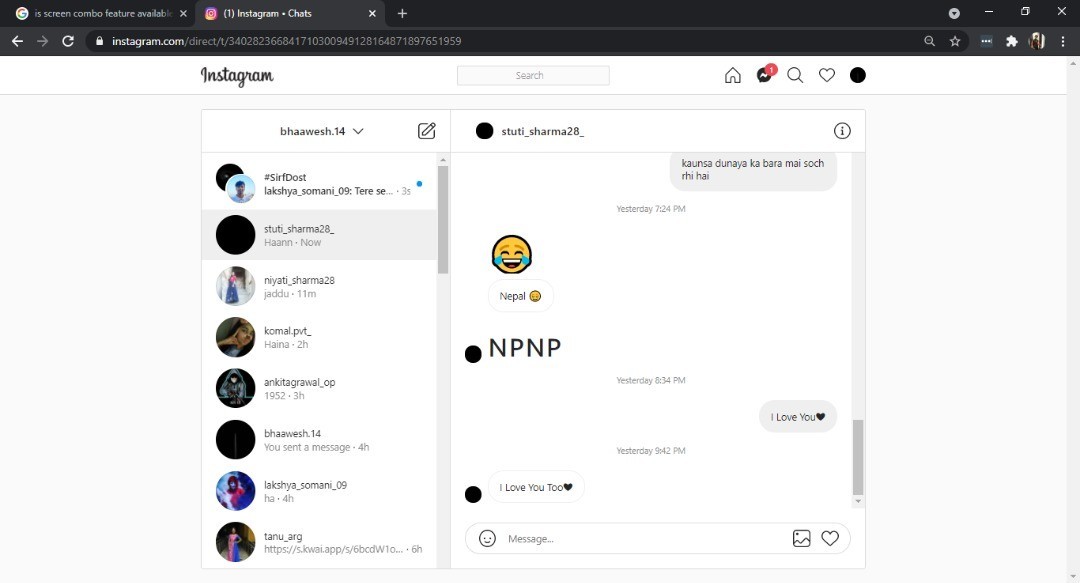 is screen combo feature availabl
(1) Instagram • Chats
instagram.com/direct/t/340282366841710300949128164871897651959
Instagram
Search
1
bhaawesh.14
stuti_sharma28_
#SirfDost
lakshya_somani_09: Tere se... · 3s
stuti_sharma28_
Haann · Now
niyati_sharma28
jaddu · 11m
komal.pvt_
Haina · 2h
ankitagrawal_op
1952 · 3h
bhaawesh.14
You sent a message · 4h
lakshya_somani_09
ha · 4h
tanu_arg
https://s.kwai.app/s/6bcdW1o... · 6h
kaunsa dunaya ka bara mai soch
rhi hai
Yesterday 7:24 PM
😂
Nepal 😑
NPNP
Yesterday 8:34 PM
I Love You🖤
Yesterday 9:42 PM
I Love You Too🖤
Message...